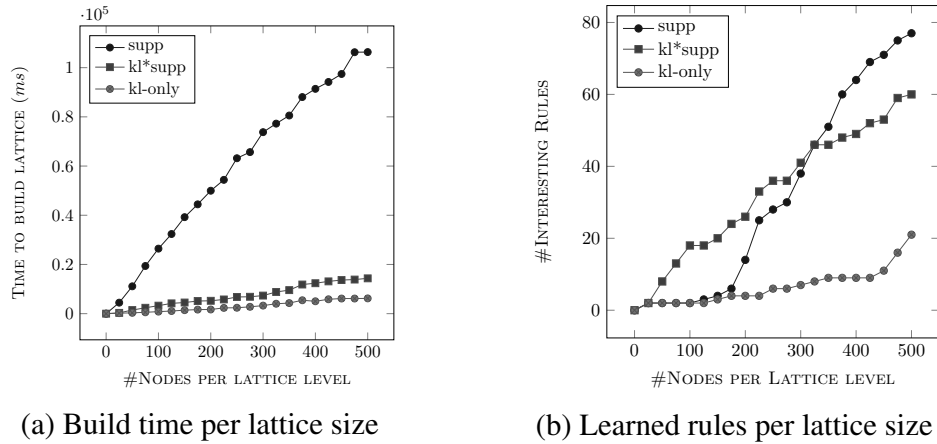 ·10⁵
supp
kl*supp
kl-only
1
0.8
0.6
0.4
0.2
0
0 100 200 300 400 500
TIME TO BUILD LATTICE (ms)
#NODES PER LATTICE LEVEL
(a) Build time per lattice size
supp
kl*supp
kl-only
80
60
40
20
0
0 100 200 300 400 500
#INTERESTING RULES
#NODES PER LATTICE LEVEL
(b) Learned rules per lattice size